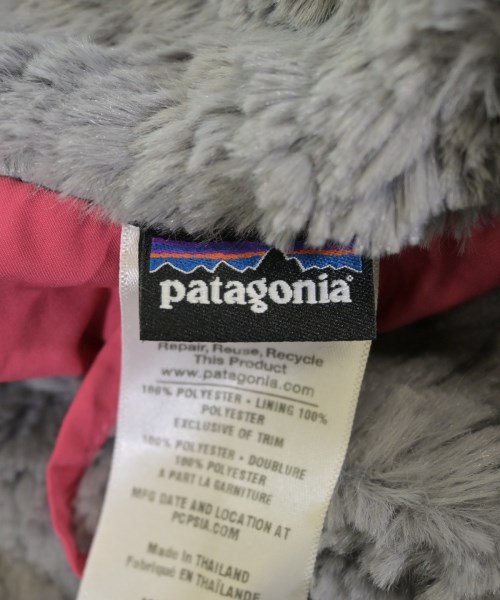 patagonia®
Repair, Reuse, Recycle
This Product
www.patagonia.com
100% POLYESTER • LINING 100%
POLYESTER
EXCLUSIVE OF TRIM
100% POLYESTER • DOUBLURE
100% POLYESTER
A PART LA GARNITURE
MFG DATE AND LOCATION AT
PCPSIA.COM
Made in THAILAND
Fabriqué en THAÏLANDE